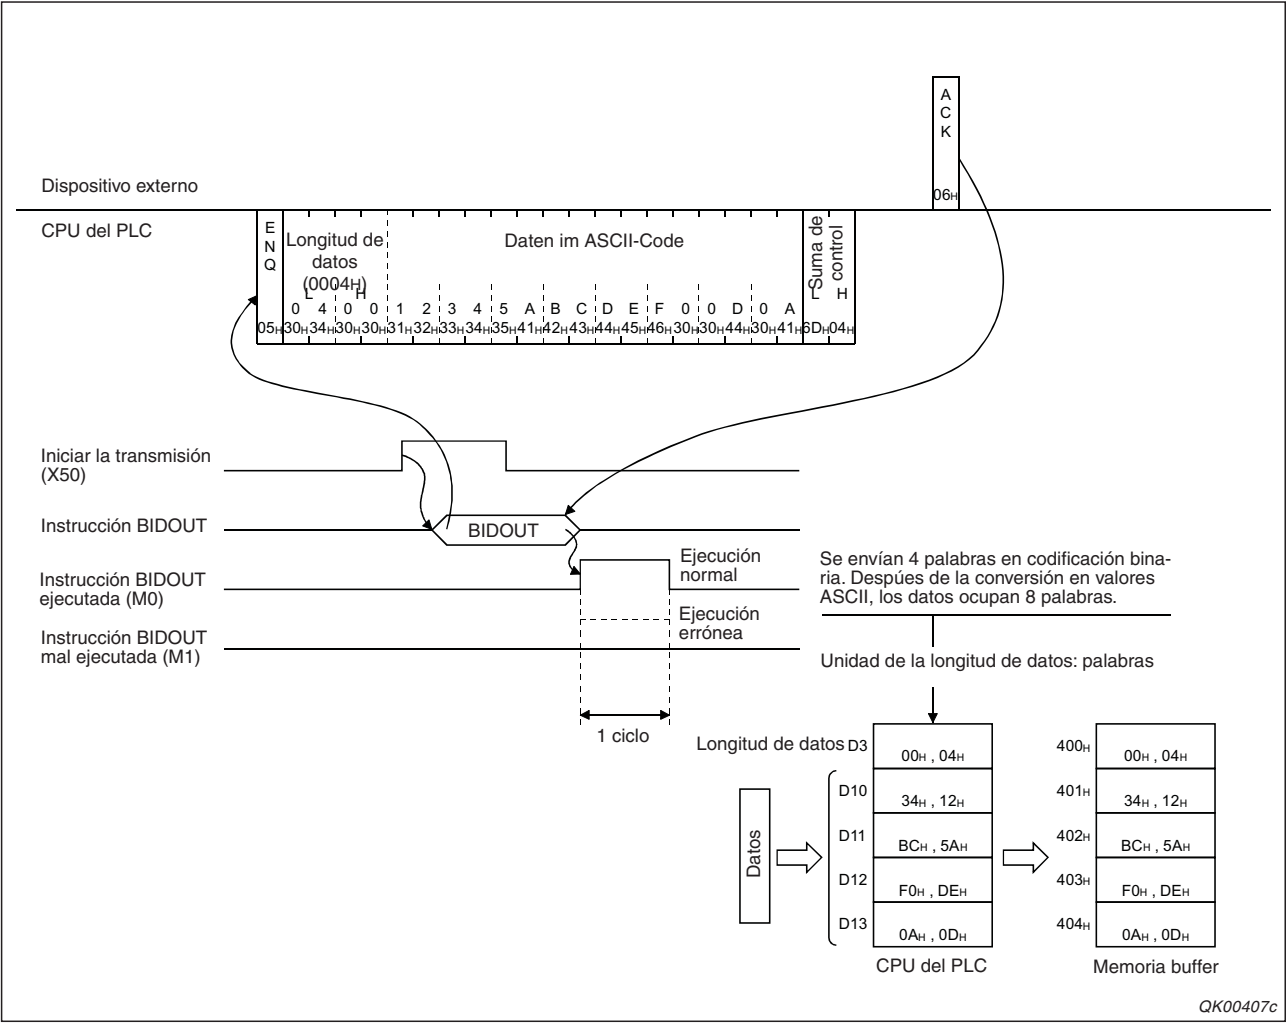 A
C
K
06H
Dispositivo externo
CPU del PLC
E
N
Q
Longitud de
datos
(0004H)
L H
Daten im ASCII-Code
Suma de
control
L H
0 4 0 0 1 2 3 4 5 A B C D E F 0 0 D 0 A
05H 30H 34H 30H 30H 31H 32H 33H 34H 35H 41H 42H 43H 44H 45H 46H 30H 30H 44H 30H 41H 6DH 04H
Iniciar la transmisión
(X50)
Instrucción BIDOUT
BIDOUT
Instrucción BIDOUT
ejecutada (M0)
Ejecución
normal
Instrucción BIDOUT
mal ejecutada (M1)
Ejecución
errónea
1 ciclo
Se envían 4 palabras en codificación bina-
ria. Despúes de la conversión en valores
ASCII, los datos ocupan 8 palabras.
Unidad de la longitud de datos: palabras
Longitud de datos D3 00H , 04H 400H 00H , 04H
D10 34H , 12H 401H 34H , 12H
D11 BCH , 5AH 402H BCH , 5AH
D12 F0H , DEH 403H F0H , DEH
D13 0AH , 0DH 404H 0AH , 0DH
Datos
CPU del PLC
Memoria buffer
QK00407c